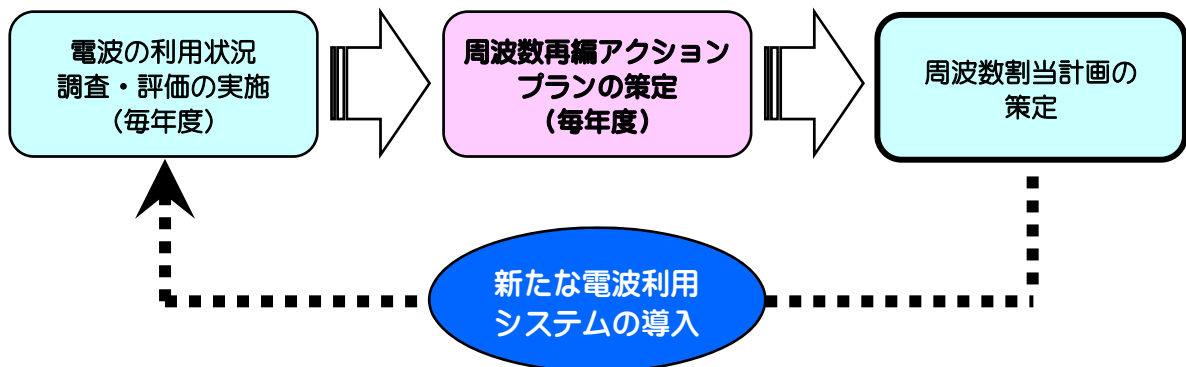 電波の利用状況
調査・評価の実施
（毎年度）
周波数再編アクション
プランの策定
（毎年度）
周波数割当計画の
策定
新たな電波利用
システムの導入